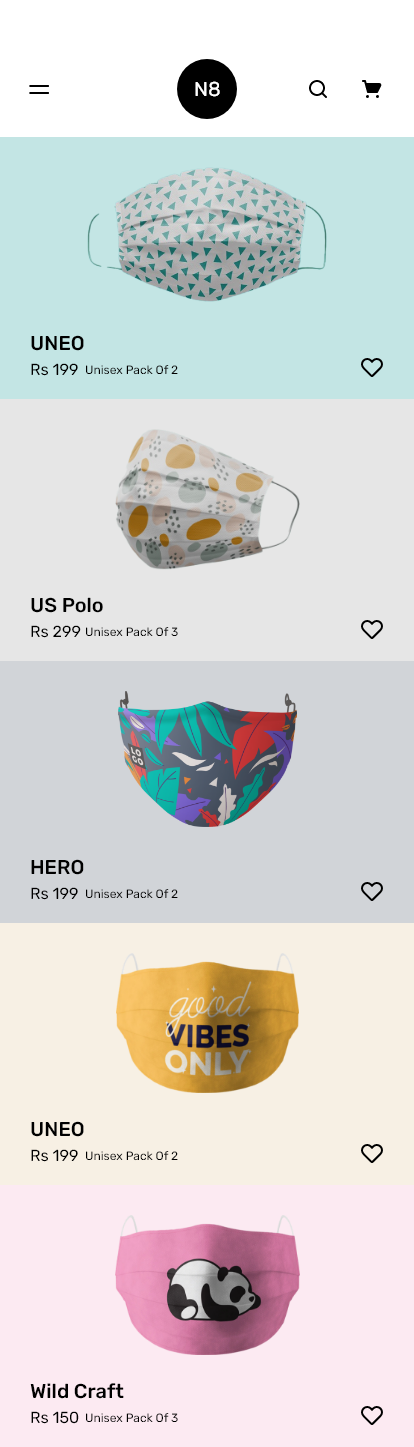 N8
UNEO
Rs 199 Unisex Pack Of 2
US Polo
Rs 299 Unisex Pack Of 3
LO
GO
HERO
Rs 199 Unisex Pack Of 2
good
VIBES
ONLY
UNEO
Rs 199 Unisex Pack Of 2
Wild Craft
Rs 150 Unisex Pack Of 3